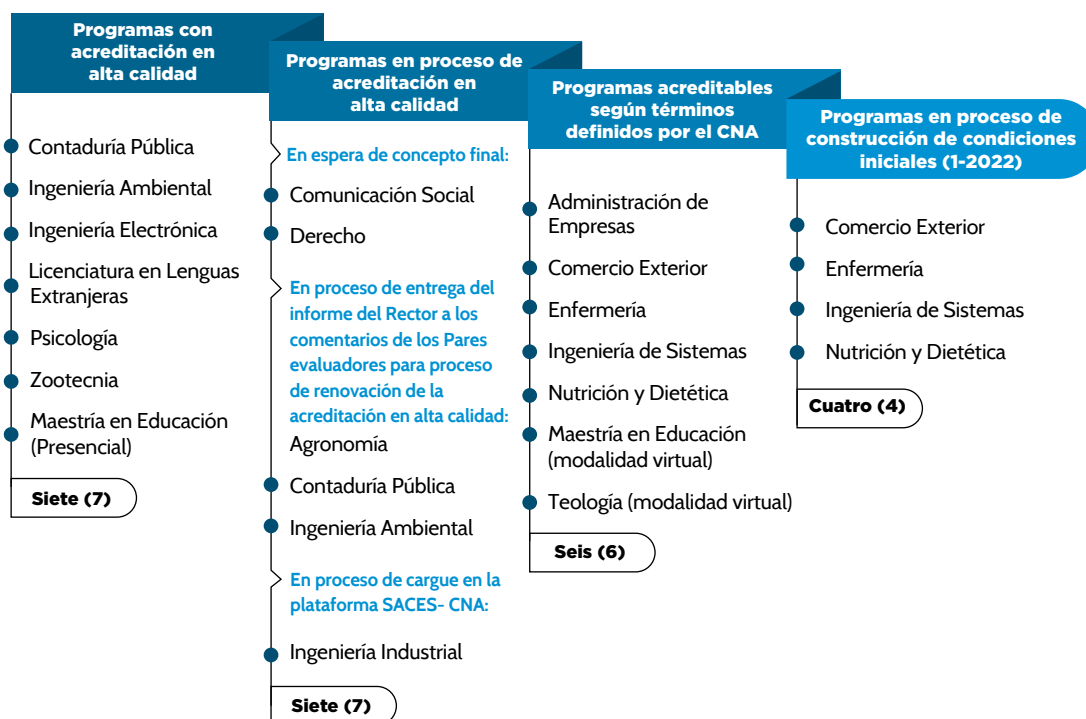 Programas con
acreditación en
alta calidad
Contaduría Pública
Ingeniería Ambiental
Ingeniería Electrónica
Licenciatura en Lenguas
Extranjeras
Psicología
Zootecnia
Maestría en Educación
(Presencial)
Siete (7)
Programas en proceso de
acreditación en
alta calidad
En espera de concepto final:
Comunicación Social
Derecho
En proceso de entrega del
informe del Rector a los
comentarios de los Pares
evaluadores para proceso
de renovación de la
acreditación en alta calidad:
Agronomía
Contaduría Pública
Ingeniería Ambiental
En proceso de cargue en la
plataforma SACES- CNA:
Ingeniería Industrial
Siete (7)
Programas acreditables
según términos
definidos por el CNA
Administración de
Empresas
Comercio Exterior
Enfermería
Ingeniería de Sistemas
Nutrición y Dietética
Maestría en Educación
(modalidad virtual)
Teología (modalidad virtual)
Seis (6)
Programas en proceso de
construcción de condiciones
iniciales (1-2022)
Comercio Exterior
Enfermería
Ingeniería de Sistemas
Nutrición y Dietética
Cuatro (4)